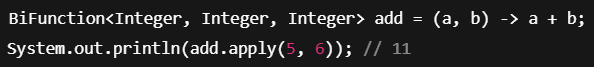 BiFunction<Integer, Integer, Integer> add = (a, b) -> a + b;
System.out.println(add.apply(5, 6)); // 11